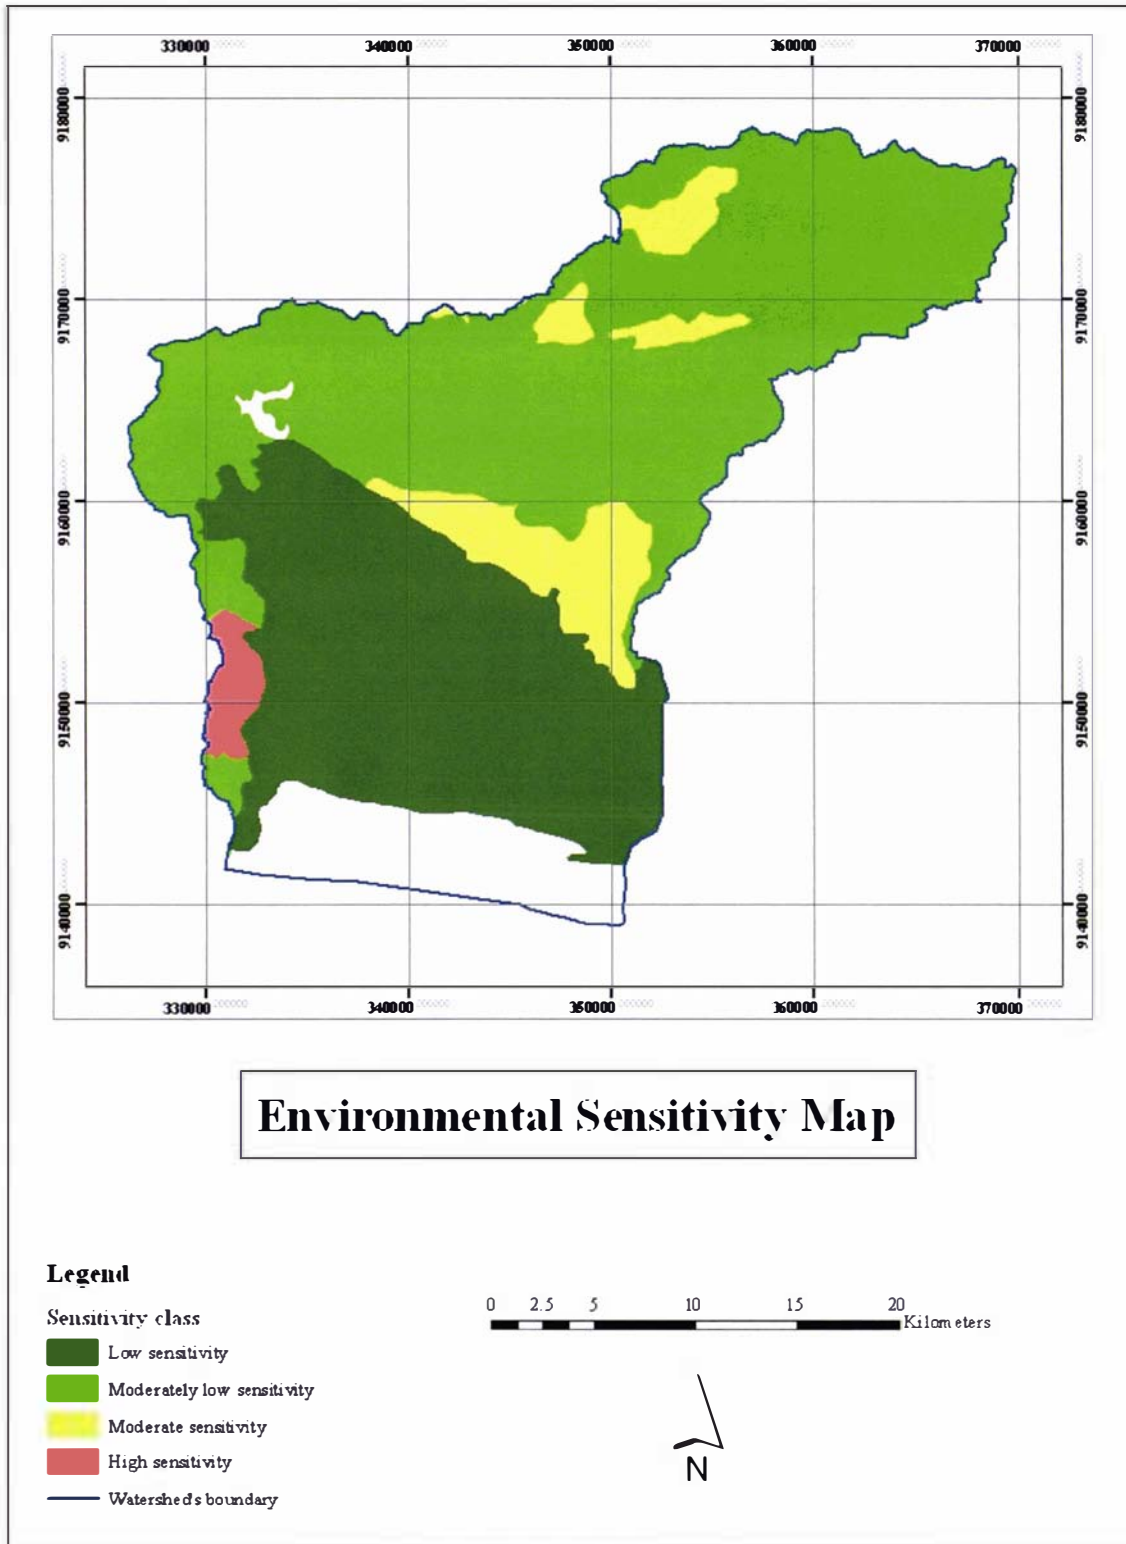 330000 340000 350000 360000 370000
9180000 9180000
9170000 9170000
9160000 9160000
9150000 9150000
9140000 9140000
330000 340000 350000 360000 370000
Environmental Sensitivity Map
Legend
Sensitivity class
Low sensitivity
Moderately low sensitivity
Moderate sensitivity
High sensitivity
Watershed's boundary
0 2.5 5 10 15 20
Kilometers
N